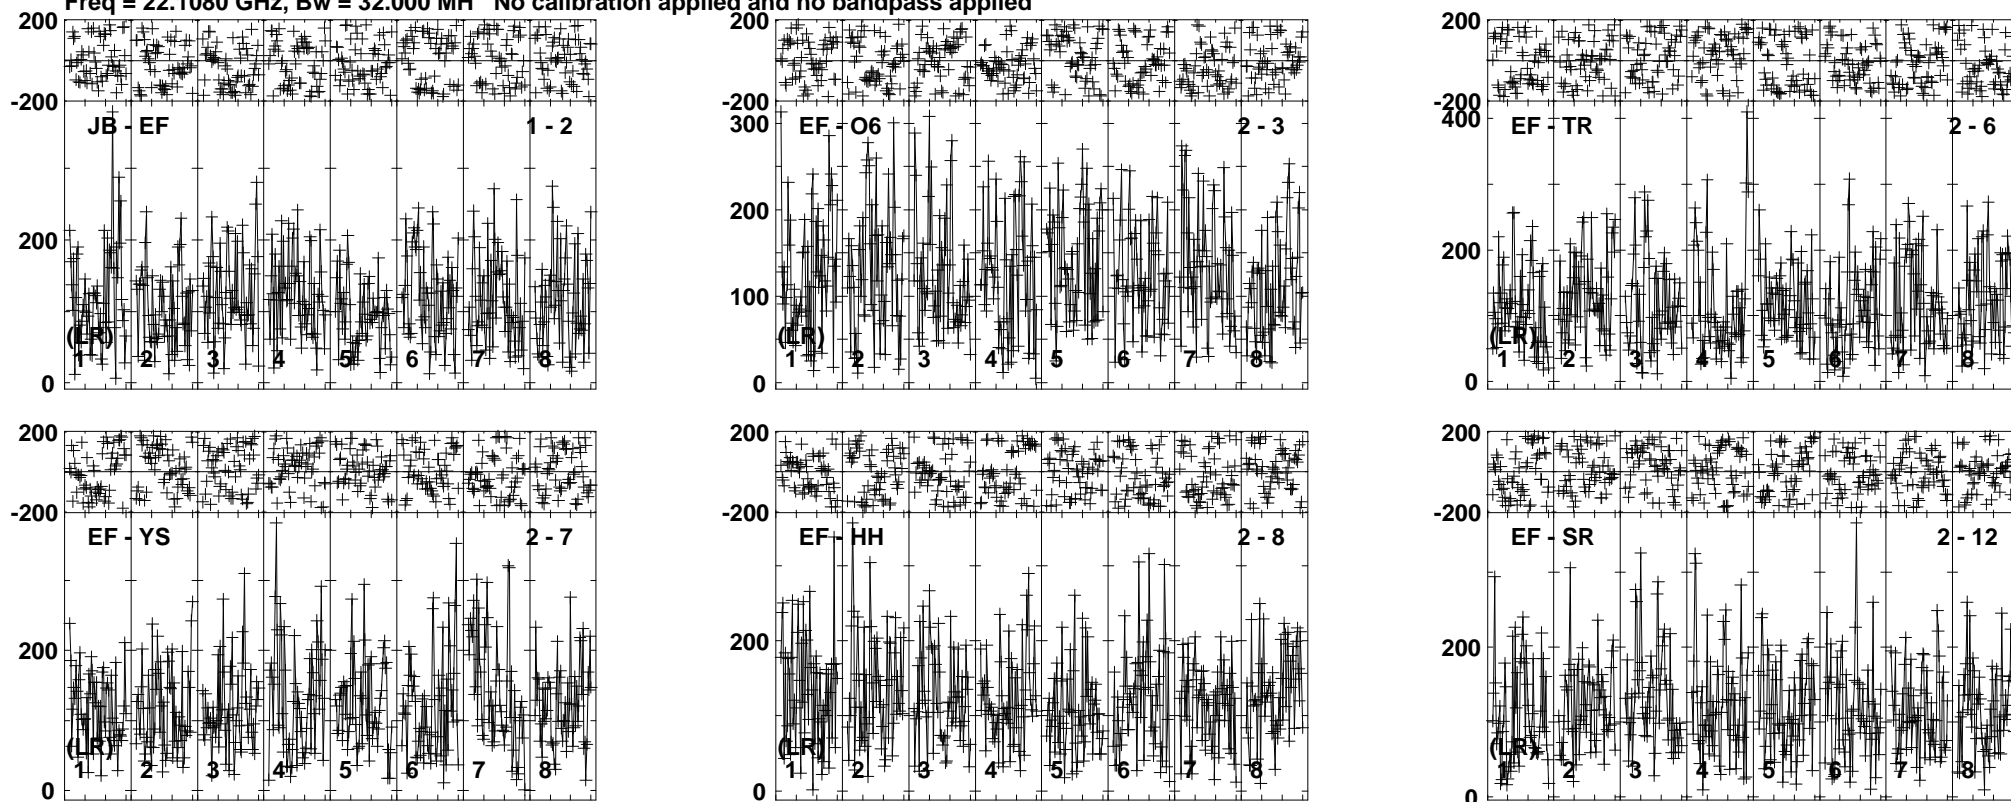 Freq = 22.1080 GHz, Bw = 32.000 MH No calibration applied and no bandpass applied
200
-200
JB - EF 1 - 2
200
(LR)
0
1 2 3 4 5 6 7 8
200
-200
EF - O6 2 - 3
300
200
100
(LR)
0
1 2 3 4 5 6 7 8
200
-200
EF - TR 2 - 6
400
200
(LR)
0
1 2 3 4 5 6 7 8
200
-200
EF - YS 2 - 7
200
(LR)
0
1 2 3 4 5 6 7 8
200
-200
EF - HH 2 - 8
200
(LR)
0
1 2 3 4 5 6 7 8
200
-200
EF - SR 2 - 12
200
(LR)
0
1 2 3 4 5 6 7 8